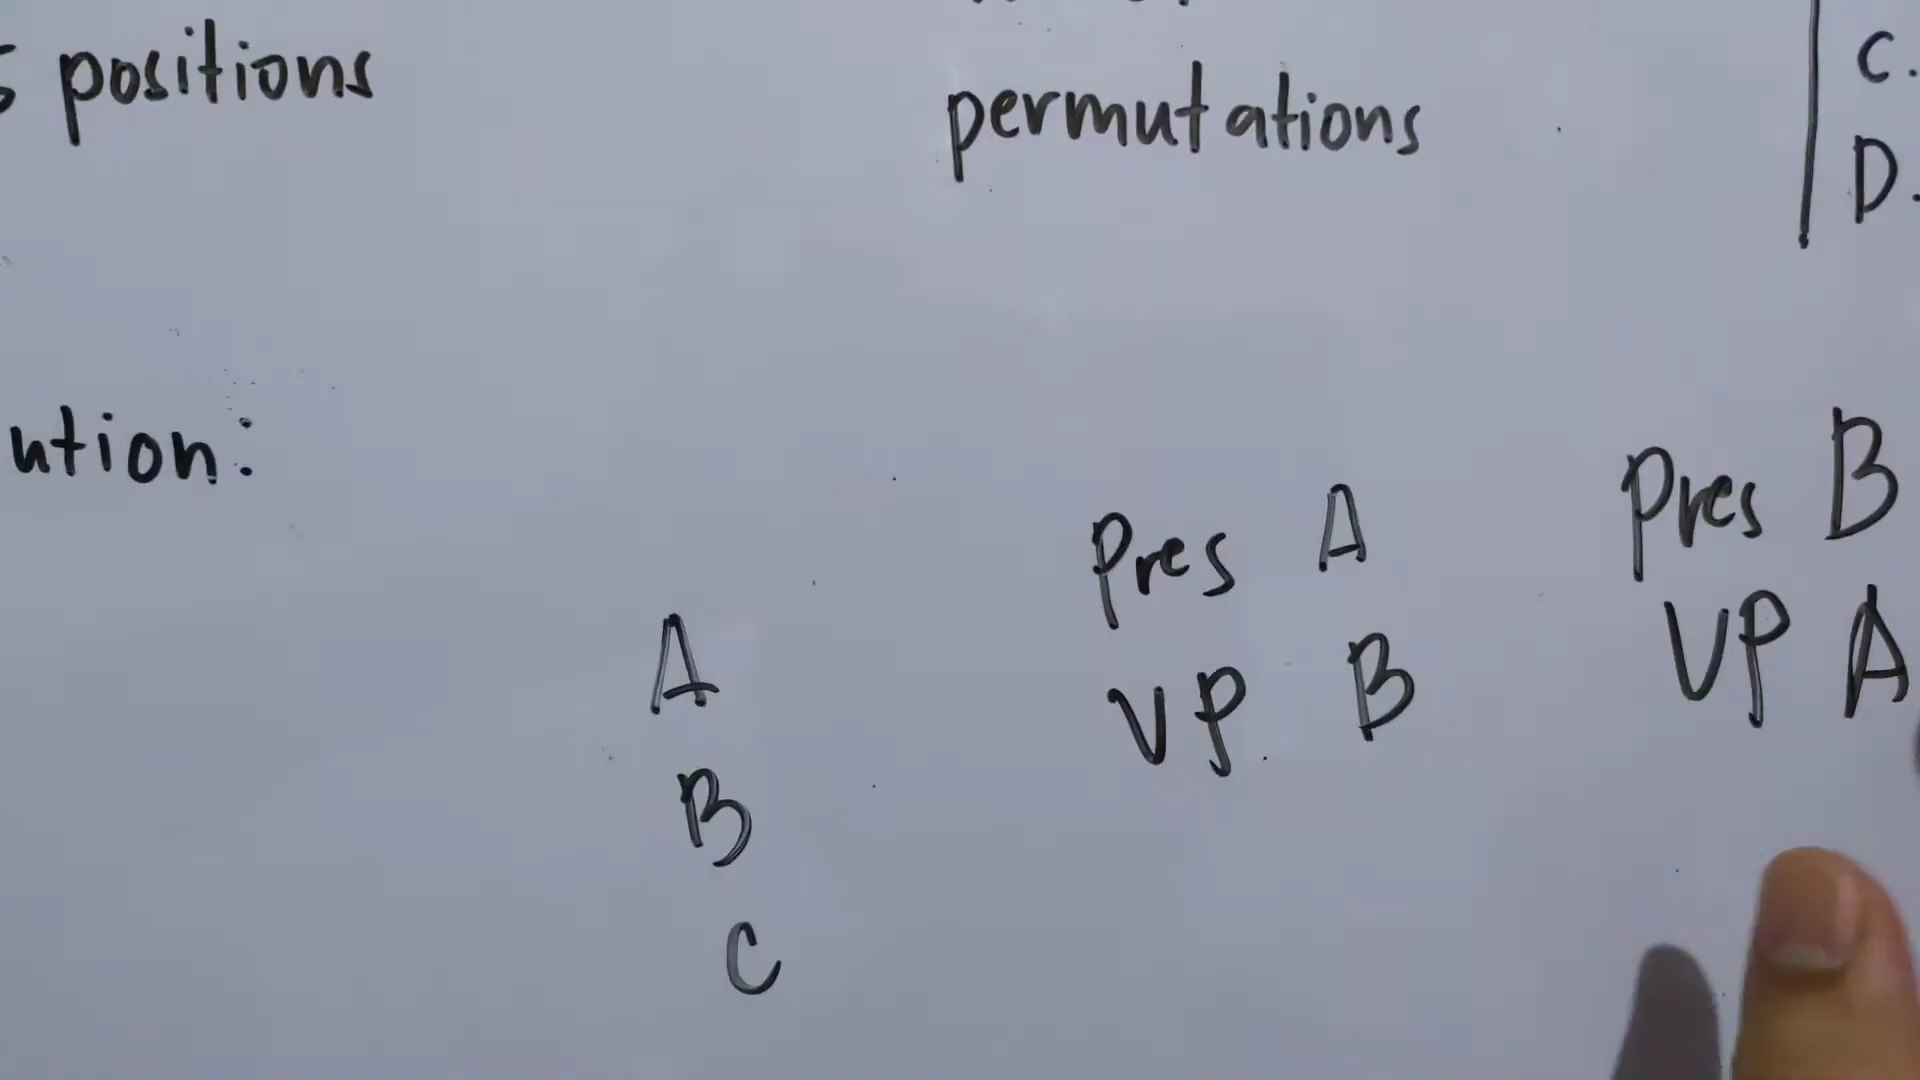 positions
permutations
C.
D.
ution:
Pres A
VP B
Pres B
VP A
A
B
C